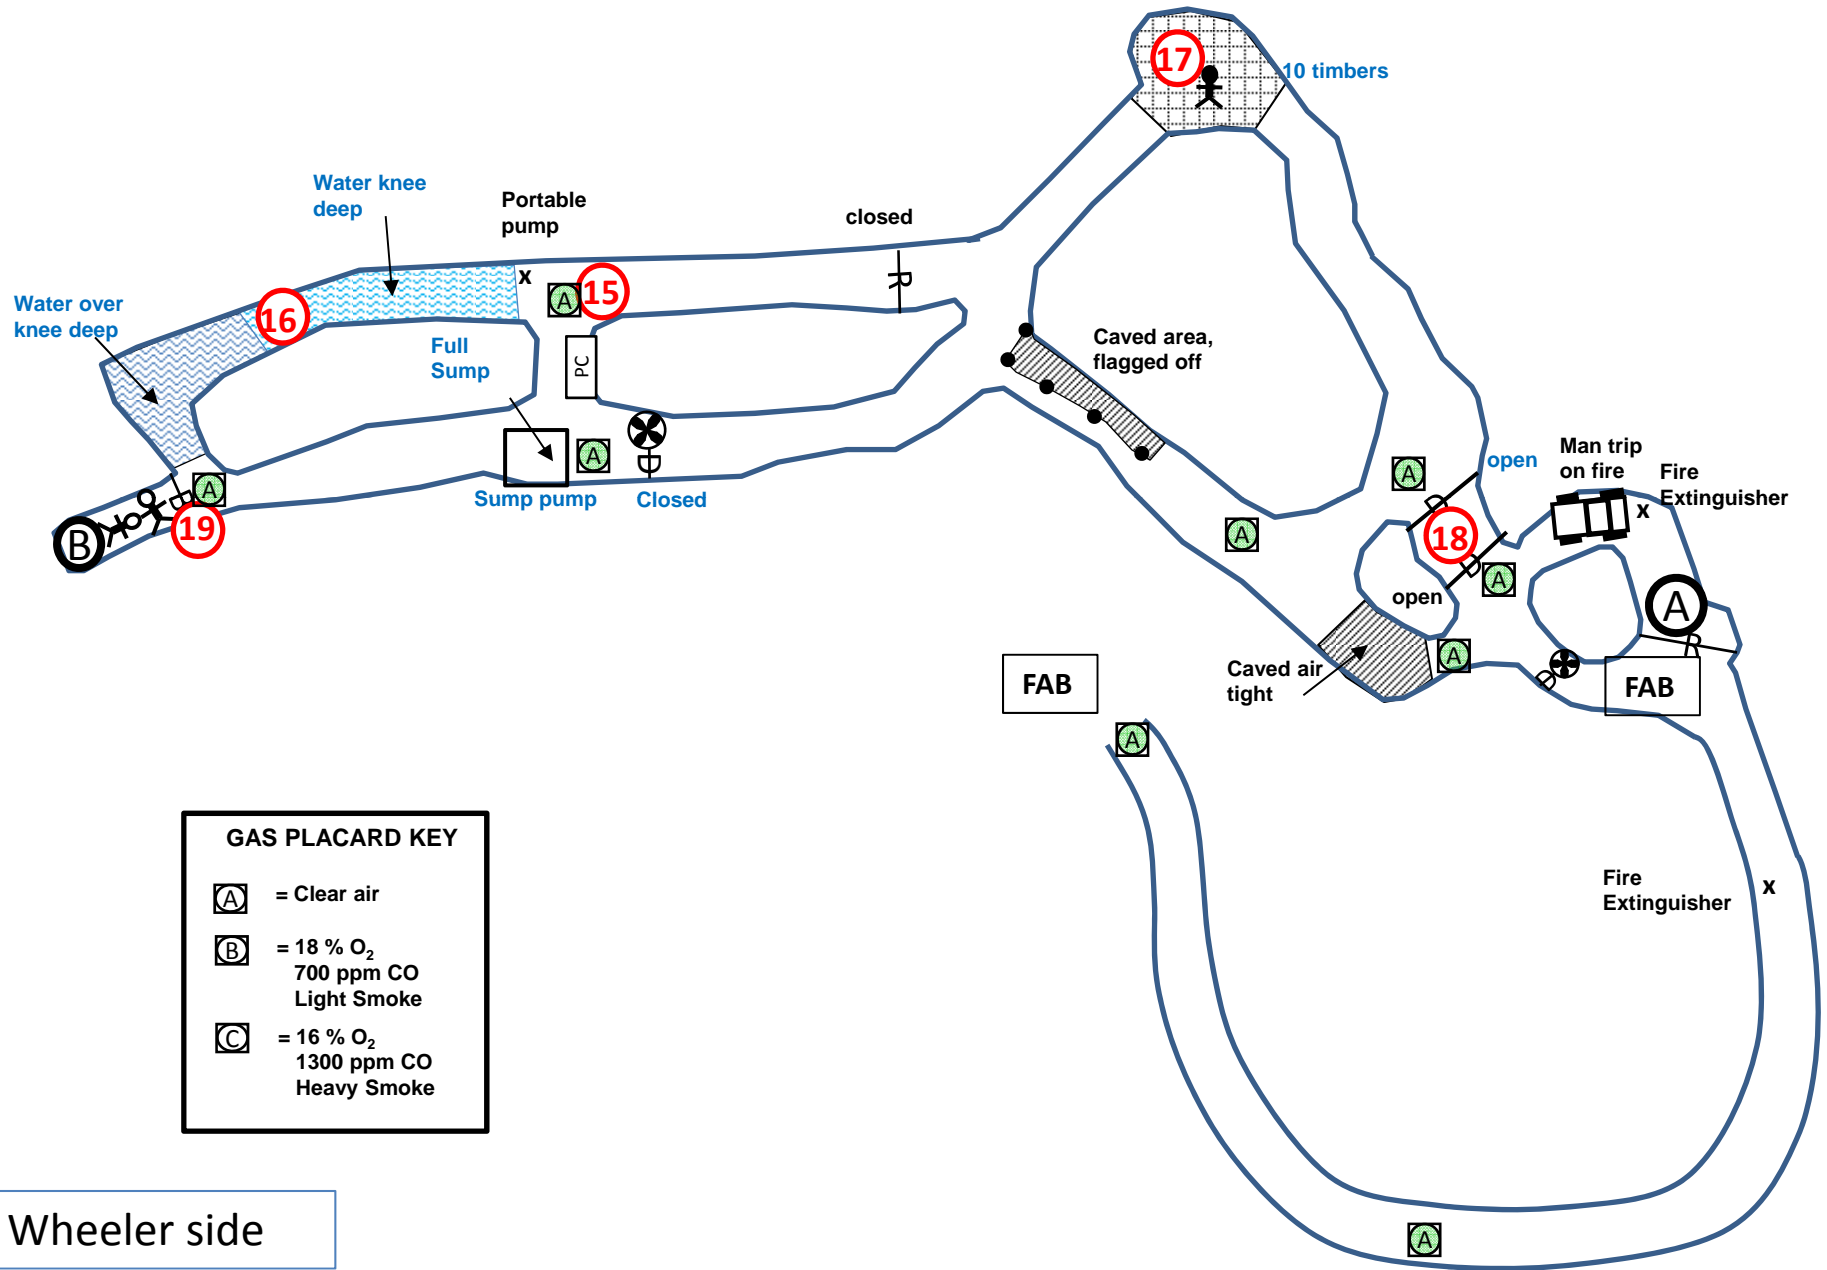 17
10 timbers
Water knee
deep
Portable
pump
closed
R
x
A
15
Water over
knee deep
16
Full
Sump
PC
Caved area,
flagged off
A
D
Sump pump
Closed
A
D
19
B
A
open
D
18
D
A
open
Man trip
on fire
Fire
Extinguisher
x
A
A
R
Caved air
tight
A
D
FAB
FAB
A
Fire
Extinguisher
x
A
GAS PLACARD KEY
A = Clear air
B = 18 % O₂
700 ppm CO
Light Smoke
C = 16 % O₂
1300 ppm CO
Heavy Smoke
Wheeler side